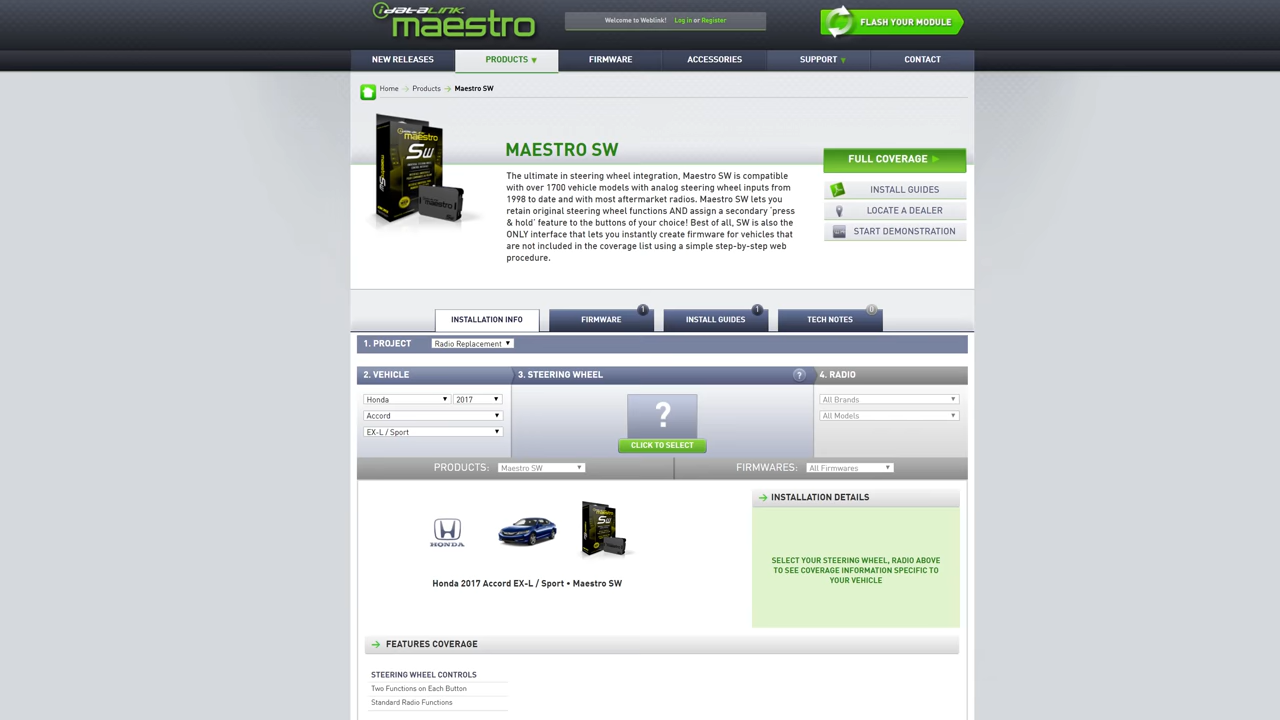 iDatalink
maestro
Welcome to Weblink! Log in or Register
FLASH YOUR MODULE
NEW RELEASES
PRODUCTS
FIRMWARE
ACCESSORIES
SUPPORT
CONTACT
Home
Products
Maestro SW
maestro
SW
maestro
MAESTRO SW
The ultimate in steering wheel integration, Maestro SW is compatible
with over 1700 vehicle models with analog steering wheel inputs from
1998 to date and with most aftermarket radios. Maestro SW lets you
retain original steering wheel functions AND assign a secondary 'press
& hold' feature to the buttons of your choice! Best of all, SW is also the
ONLY interface that lets you instantly create firmware for vehicles that
are not included in the coverage list using a simple step-by-step web
procedure.
FULL COVERAGE
INSTALL GUIDES
LOCATE A DEALER
START DEMONSTRATION
INSTALLATION INFO
FIRMWARE
1
INSTALL GUIDES
1
TECH NOTES
0
1. PROJECT
Radio Replacement
2. VEHICLE
3. STEERING WHEEL
?
4. RADIO
Honda
2017
Accord
EX-L / Sport
?
CLICK TO SELECT
All Brands
All Models
PRODUCTS:
Maestro SW
FIRMWARES:
All Firmwares
HONDA
SW
Honda 2017 Accord EX-L / Sport • Maestro SW
INSTALLATION DETAILS
SELECT YOUR STEERING WHEEL, RADIO ABOVE
TO SEE COVERAGE INFORMATION SPECIFIC TO
YOUR VEHICLE
FEATURES COVERAGE
STEERING WHEEL CONTROLS
Two Functions on Each Button
Standard Radio Functions